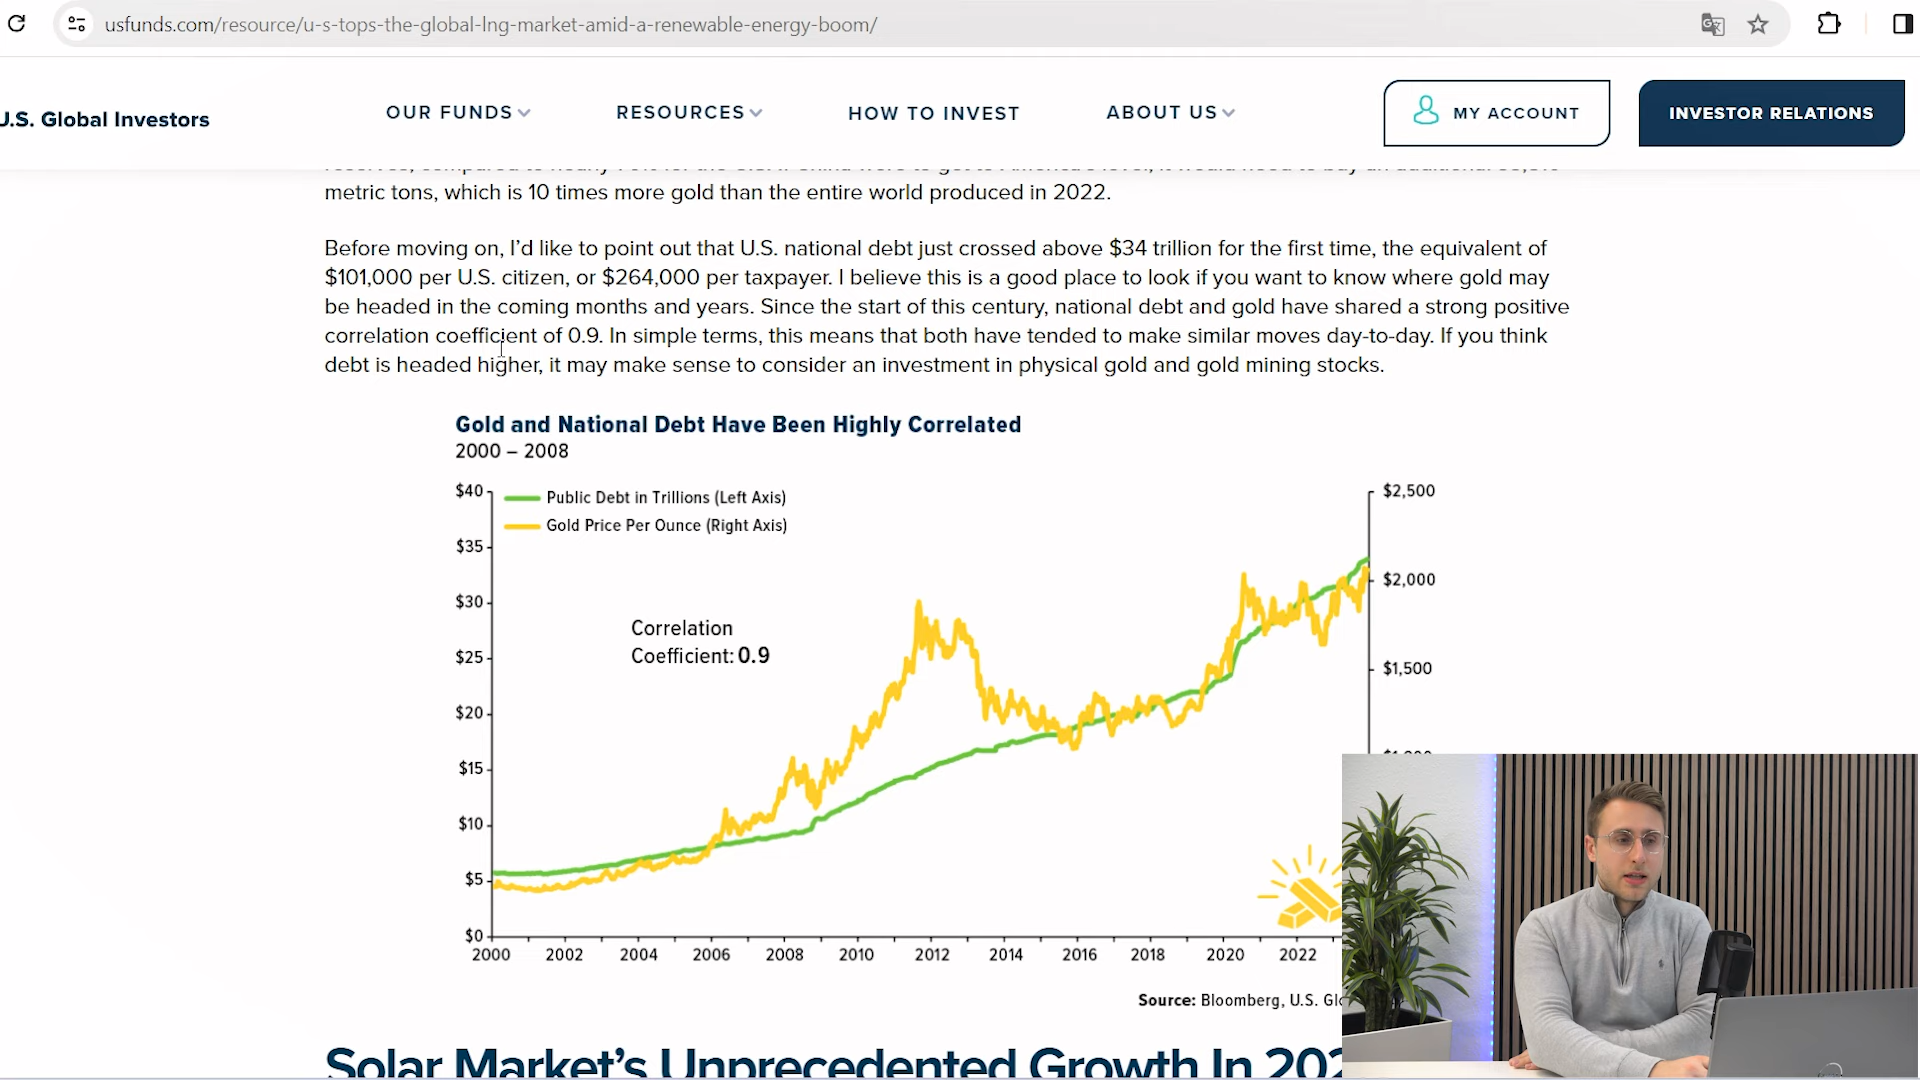 usfunds.com/resource/u-s-tops-the-global-lng-market-amid-a-renewable-energy-boom/
U.S. Global Investors
OUR FUNDS
RESOURCES
HOW TO INVEST
ABOUT US
MY ACCOUNT
INVESTOR RELATIONS
metric tons, which is 10 times more gold than the entire world produced in 2022.
Before moving on, I'd like to point out that U.S. national debt just crossed above $34 trillion for the first time, the equivalent of
$101,000 per U.S. citizen, or $264,000 per taxpayer. I believe this is a good place to look if you want to know where gold may
be headed in the coming months and years. Since the start of this century, national debt and gold have shared a strong positive
correlation coefficient of 0.9. In simple terms, this means that both have tended to make similar moves day-to-day. If you think
debt is headed higher, it may make sense to consider an investment in physical gold and gold mining stocks.
Gold and National Debt Have Been Highly Correlated
2000 – 2008
Public Debt in Trillions (Left Axis)
Gold Price Per Ounce (Right Axis)
Correlation
Coefficient: 0.9
$40
$35
$30
$25
$20
$15
$10
$5
$0
$2,500
$2,000
$1,500
2000 2002 2004 2006 2008 2010 2012 2014 2016 2018 2020 2022
Source: Bloomberg, U.S.
Solar Market's Unprecedented Growth In